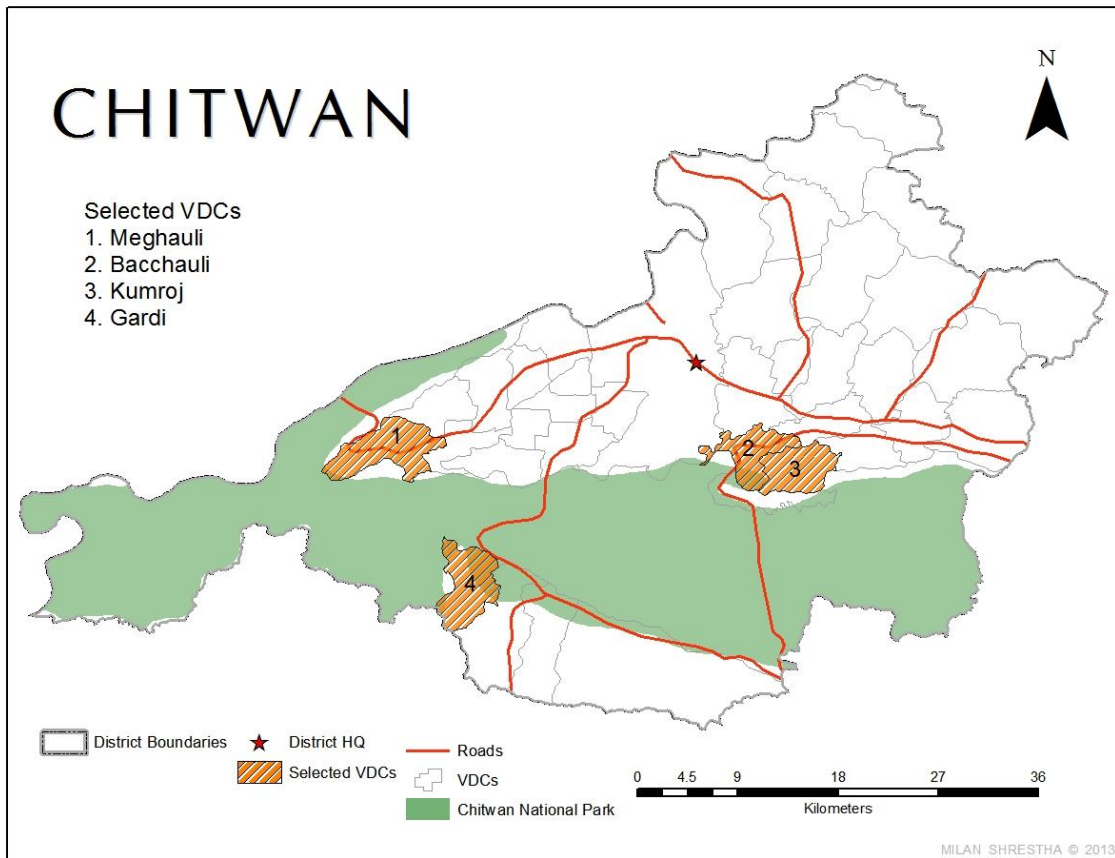 CHITWAN
N
Selected VDCs
1. Meghauli
2. Bacchauli
3. Kumroj
4. Gardi
1
2
3
4
District Boundaries
District HQ
Selected VDCs
Roads
VDCs
Chitwan National Park
0 4.5 9 18 27 36
Kilometers
MILAN SHRESTHA © 2013